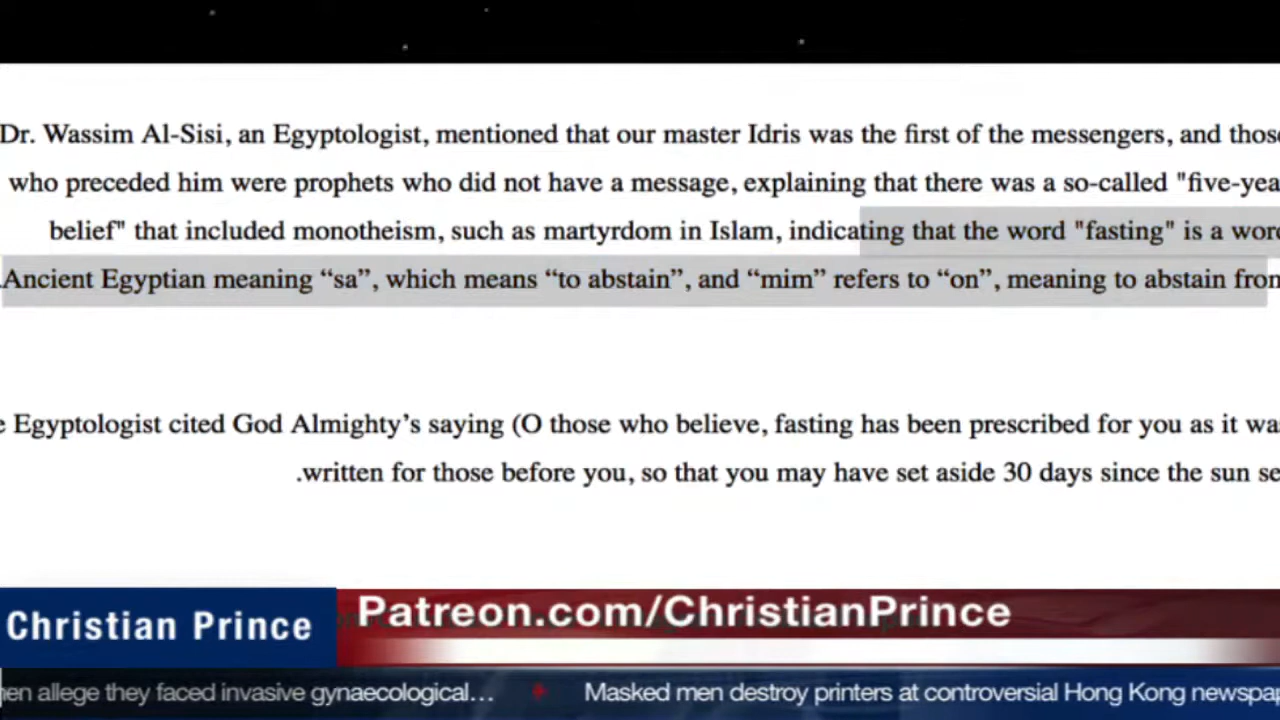 Dr. Wassim Al-Sisi, an Egyptologist, mentioned that our master Idris was the first of the messengers, and those
who preceded him were prophets who did not have a message, explaining that there was a so-called "five-yea
belief" that included monotheism, such as martyrdom in Islam, indicating that the word "fasting" is a word
.Ancient Egyptian meaning “sa”, which means “to abstain”, and “mim” refers to “on”, meaning to abstain from
e Egyptologist cited God Almighty’s saying (O those who believe, fasting has been prescribed for you as it was
.written for those before you, so that you may have set aside 30 days since the sun se
Christian Prince
Patreon.com/ChristianPrince
en allege they faced invasive gynaecological... Masked men destroy printers at controversial Hong Kong newspap